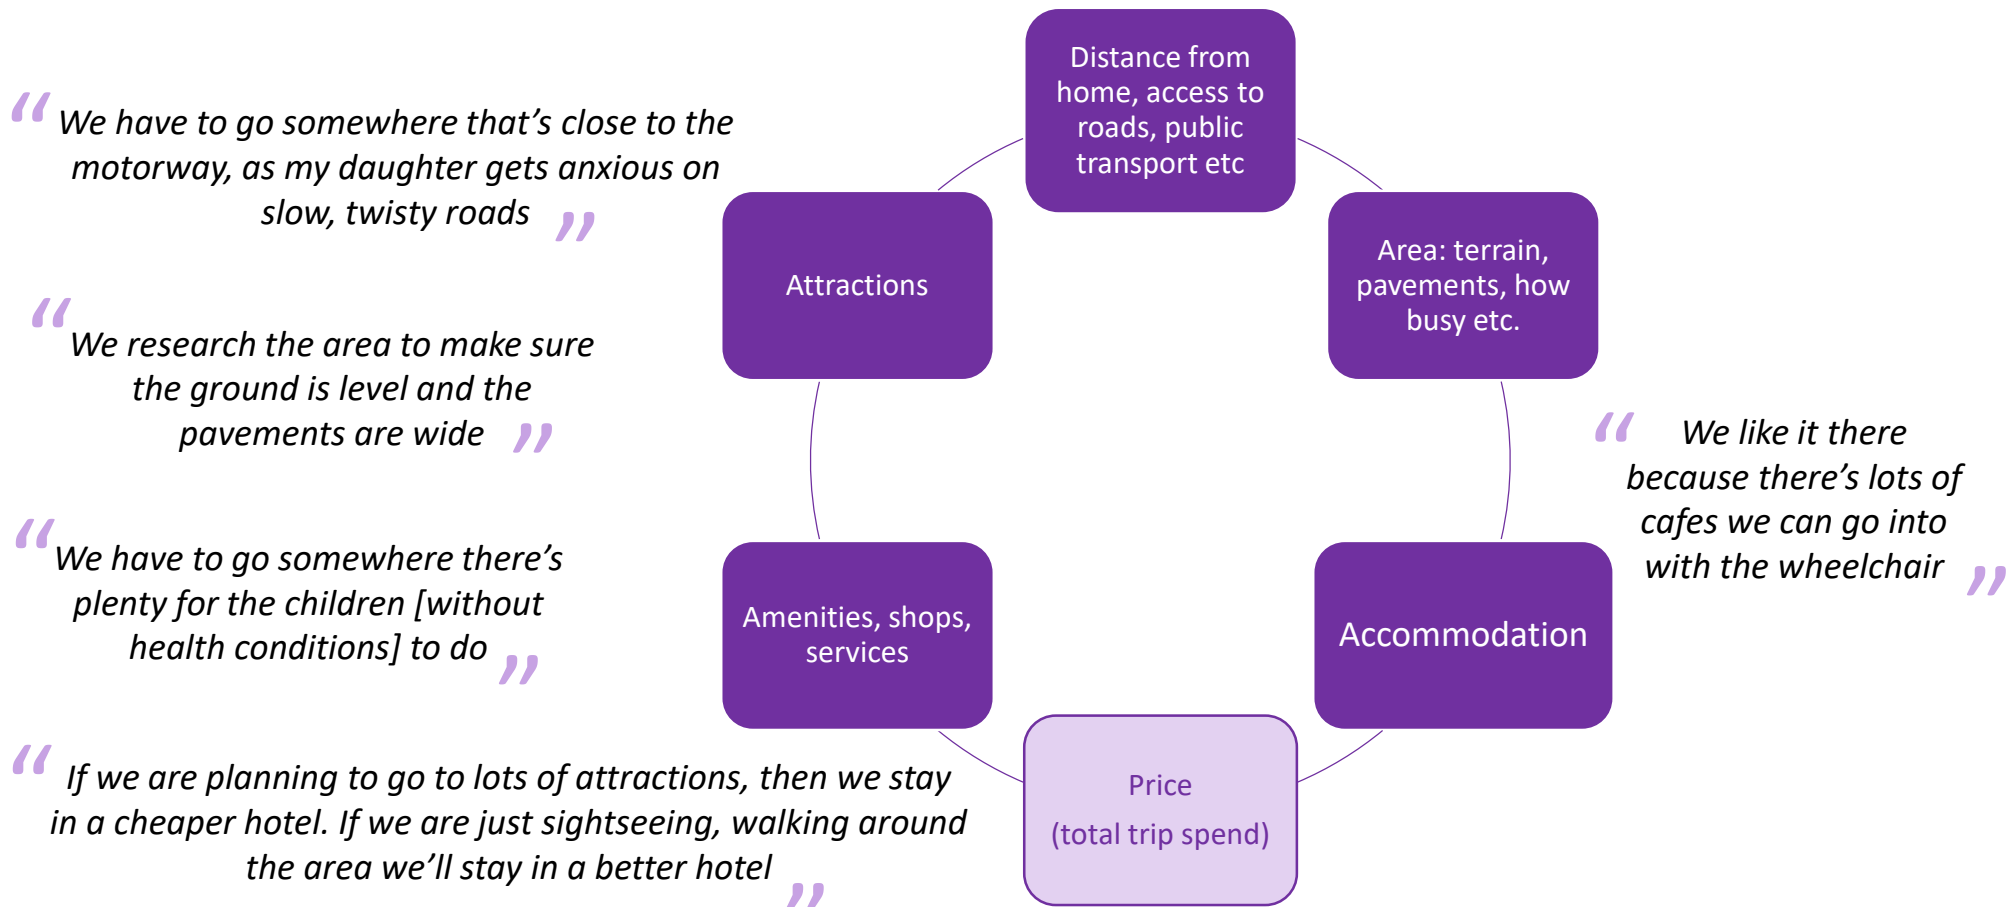 Distance from
home, access to
roads, public
transport etc
“ We have to go somewhere that’s close to the
motorway, as my daughter gets anxious on
slow, twisty roads ”
Attractions
Area: terrain,
pavements, how
busy etc.
“ We research the area to make sure
the ground is level and the
pavements are wide ”
“ We like it there
because there’s lots of
cafes we can go into
with the wheelchair ”
“ We have to go somewhere there’s
plenty for the children [without
health conditions] to do ”
Amenities, shops,
services
Accommodation
“ If we are planning to go to lots of attractions, then we stay
in a cheaper hotel. If we are just sightseeing, walking around
the area we’ll stay in a better hotel ”
Price
(total trip spend)